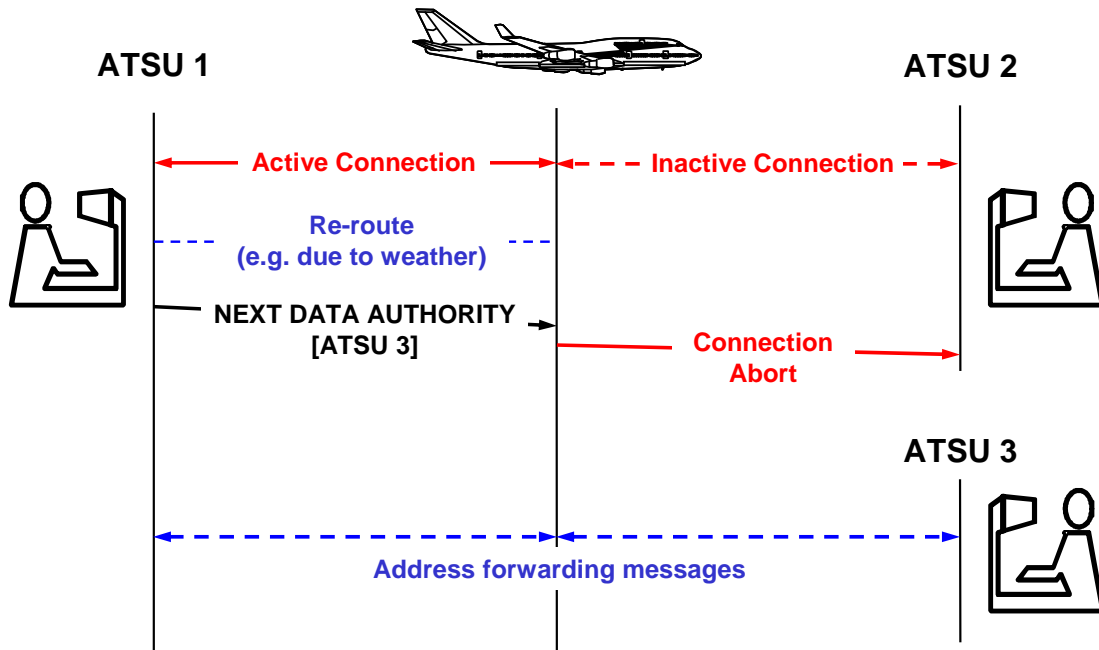 ATSU 1
ATSU 2
Active Connection
Inactive Connection
Re-route
(e.g. due to weather)
NEXT DATA AUTHORITY
[ATSU 3]
Connection
Abort
ATSU 3
Address forwarding messages